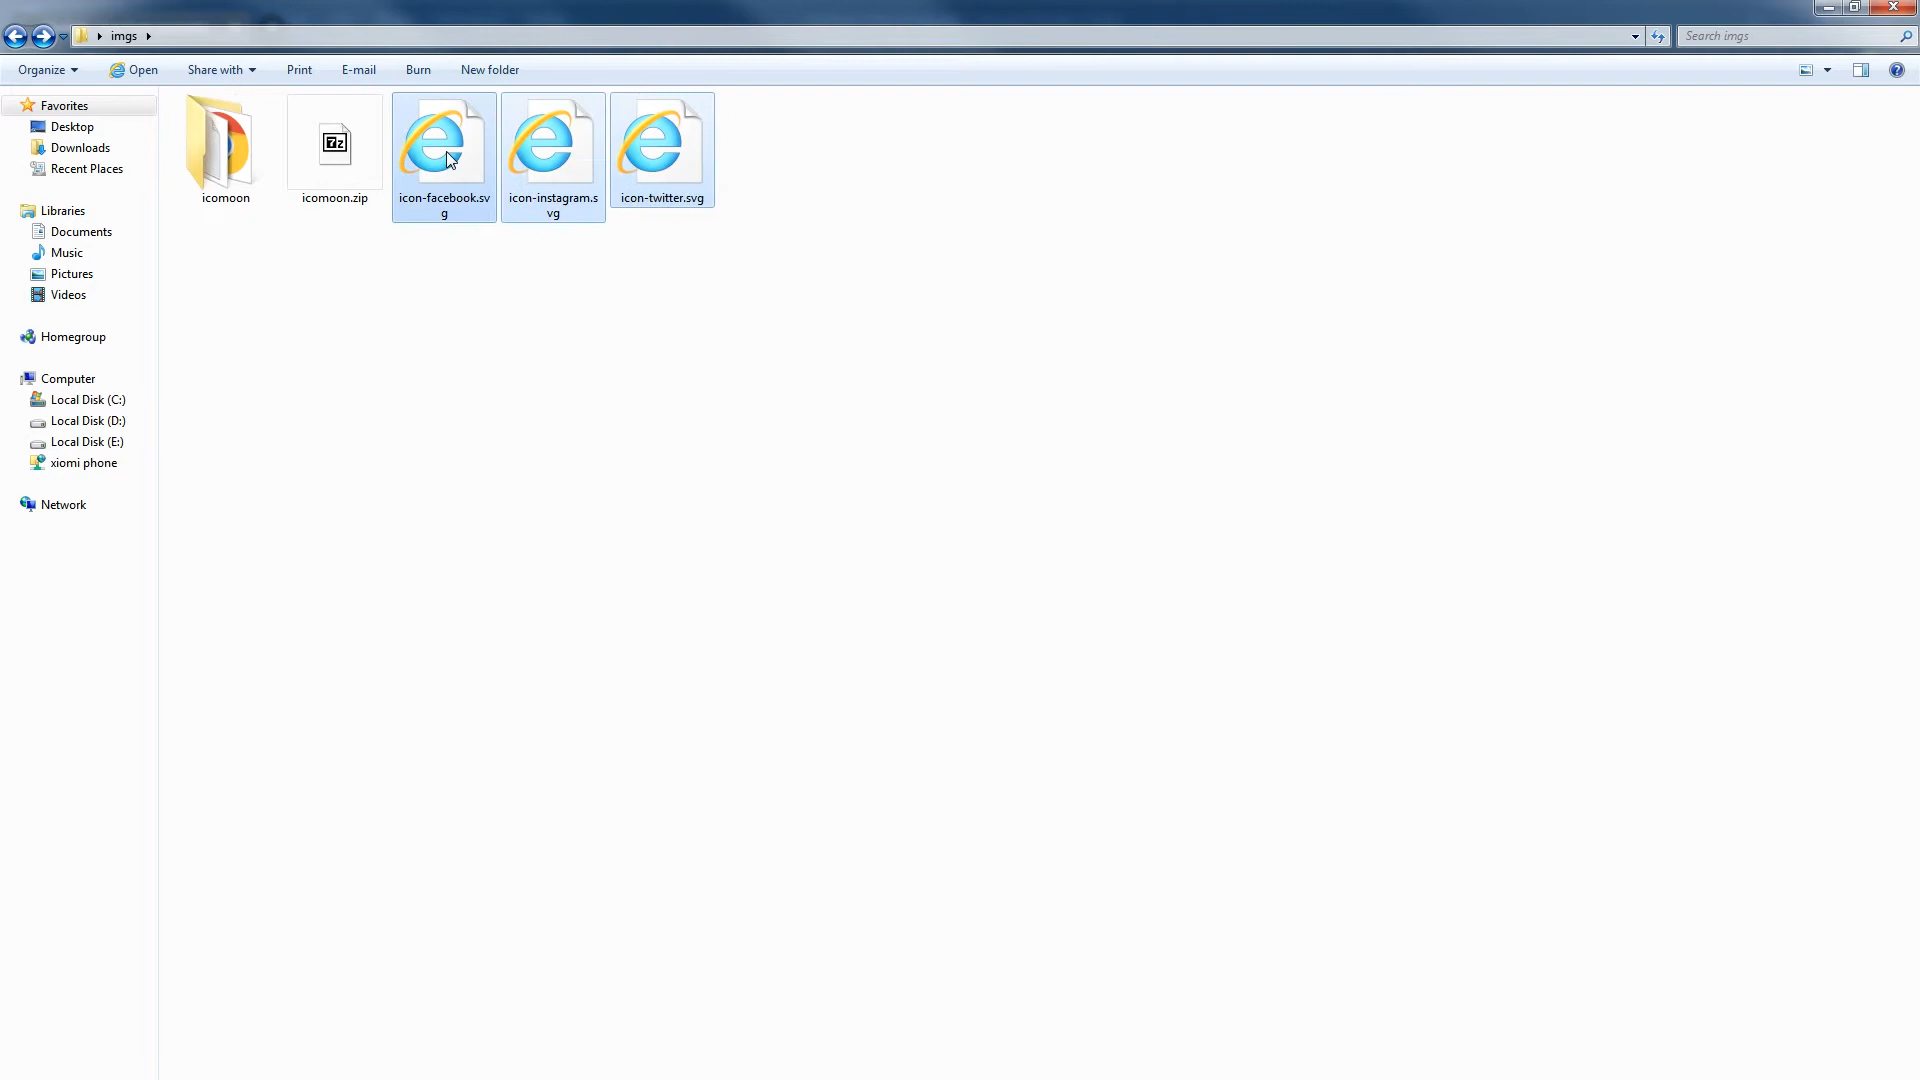 imgs
Search imgs
Organize
Open
Share with
Print
E-mail
Burn
New folder
Favorites
Desktop
Downloads
Recent Places
Libraries
Documents
Music
Pictures
Videos
Homegroup
Computer
Local Disk (C:)
Local Disk (D:)
Local Disk (E:)
xiomi phone
Network
icomoon
7z
icomoon.zip
icon-facebook.sv
g
icon-instagram.s
vg
icon-twitter.svg